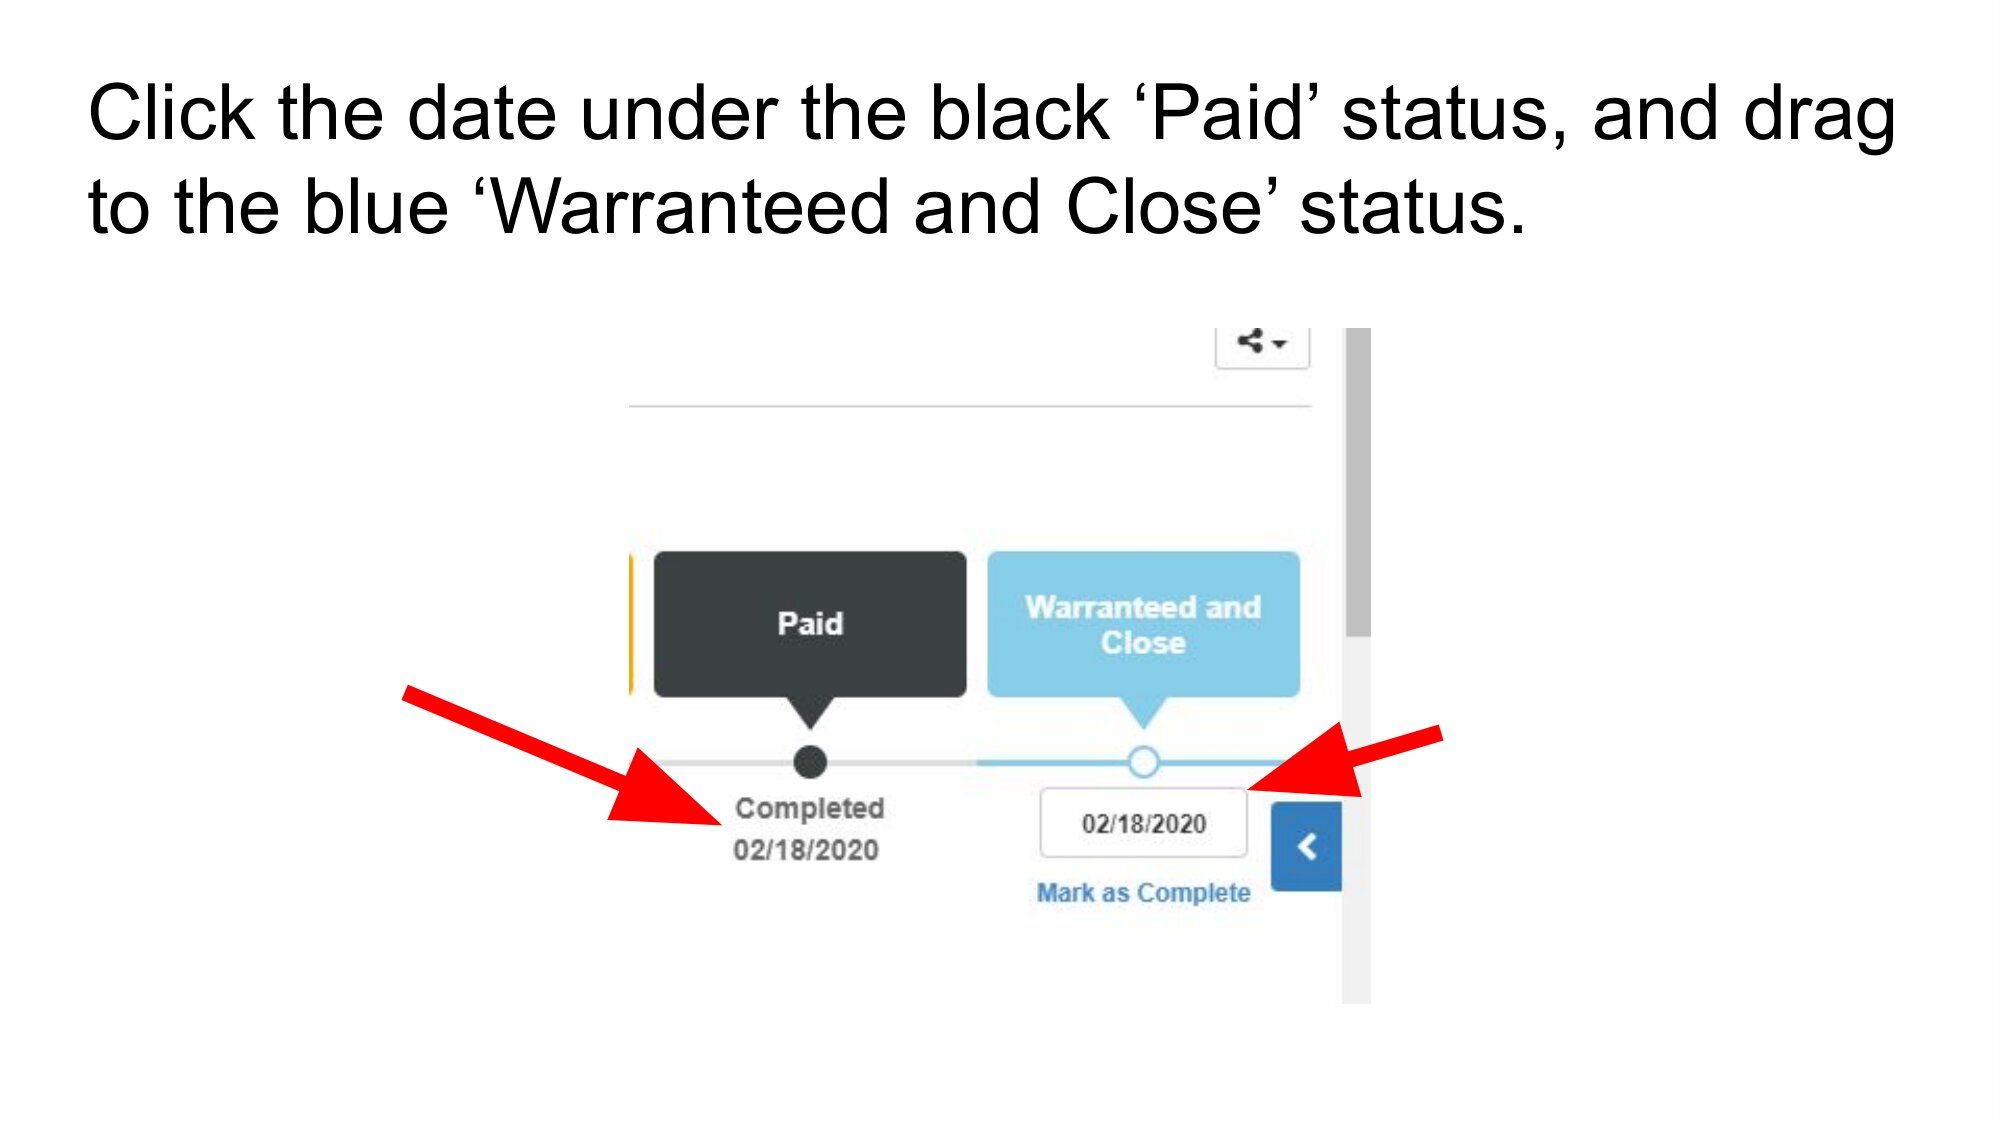 Click the date under the black ‘Paid’ status, and drag
to the blue ‘Warranteed and Close’ status.
Paid
Warranteed and
Close
Completed
02/18/2020
02/18/2020
Mark as Complete